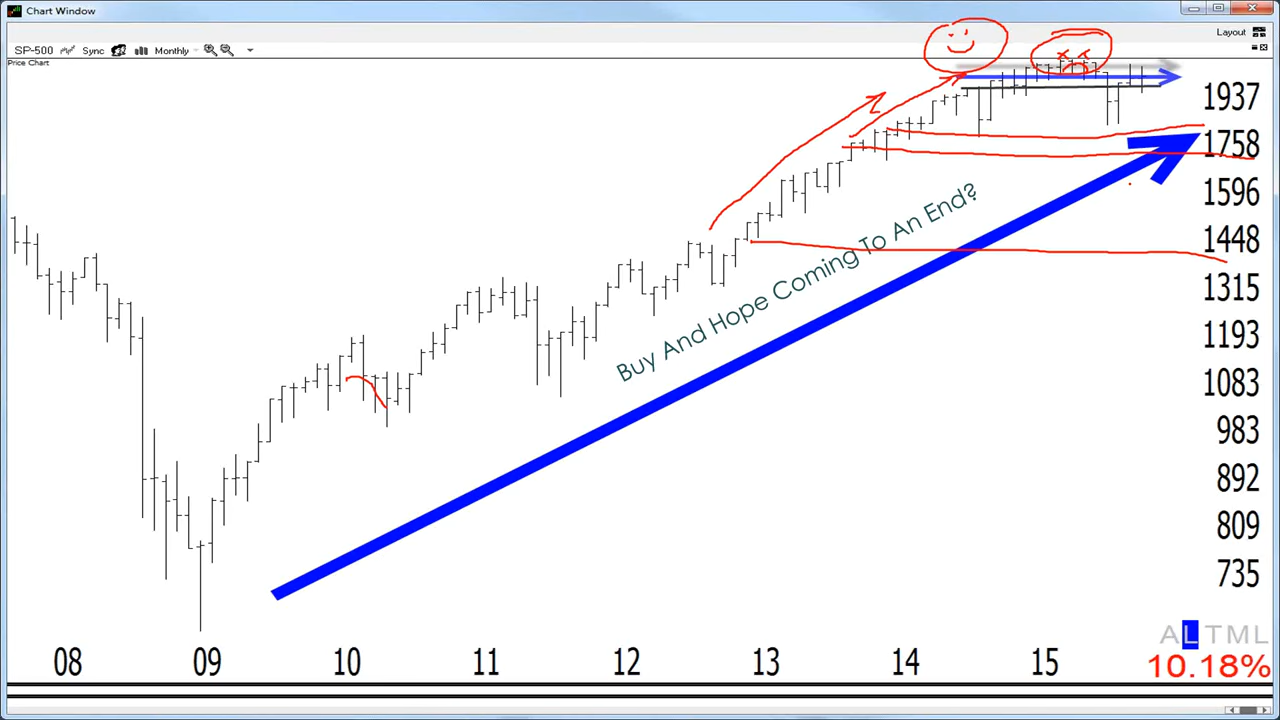 Chart Window
Layout
SP-500 Sync Monthly
Price Chart
1937
1758
1596
1448
1315
1193
1083
983
892
809
735
Buy And Hope Coming To An End?
ALTML
10.18%
08 09 10 11 12 13 14 15